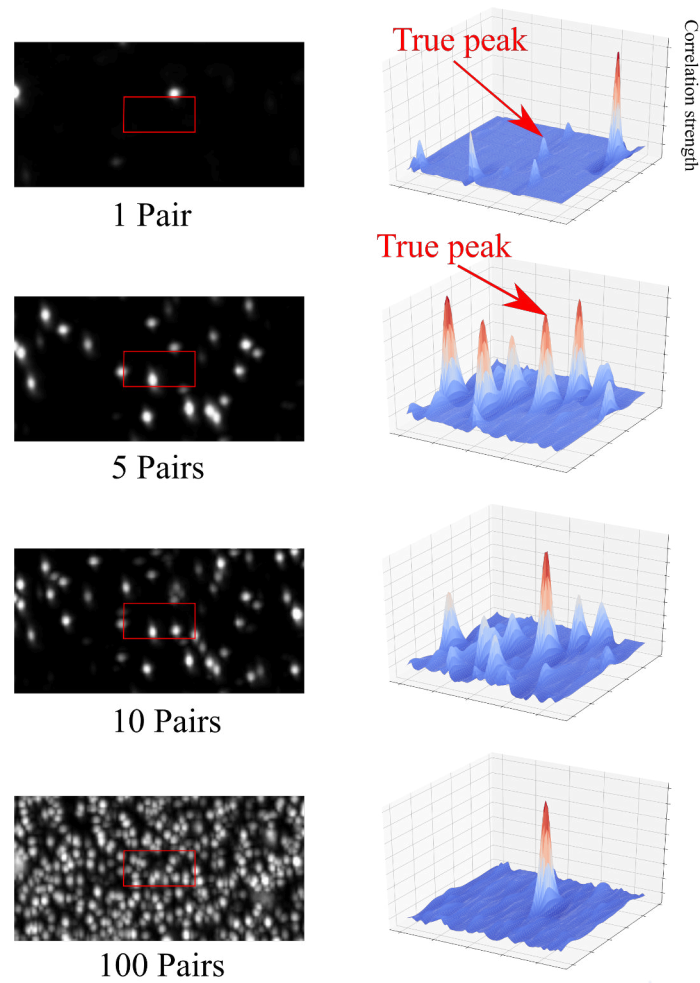 True peak
Correlation strength
1 Pair
True peak
5 Pairs
10 Pairs
100 Pairs